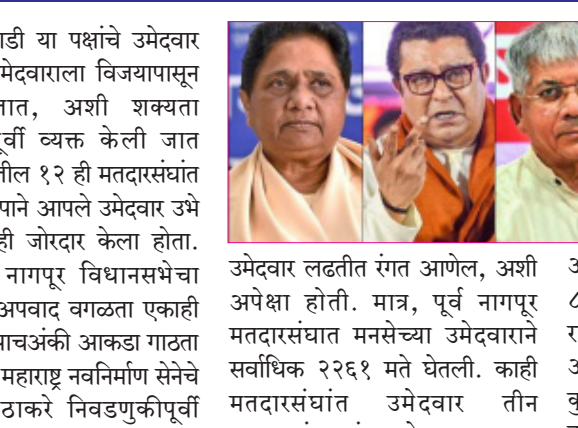 या पक्षांचे उमेदवार
विजयापासून
अशी शक्यता
व्यक्त केली जात
१२ ही मतदारसंघांत
आपले उमेदवार उभे
ही जोरदार केला होता.
नागपूर विधानसभेचा
अपवाद वगळता एकाही
आकडा गाठता
महाराष्ट्र नवनिर्माण सेनेचे
ठाकरे निवडणुकीपूर्वी
उमेदवार लढतीत रंगत आणेल, अशी
अपेक्षा होती. मात्र, पूर्व नागपूर
मतदारसंघात मनसेच्या उमेदवाराने
सर्वाधिक २२६१ मते घेतली. काही
मतदारसंघांत उमेदवार तीन